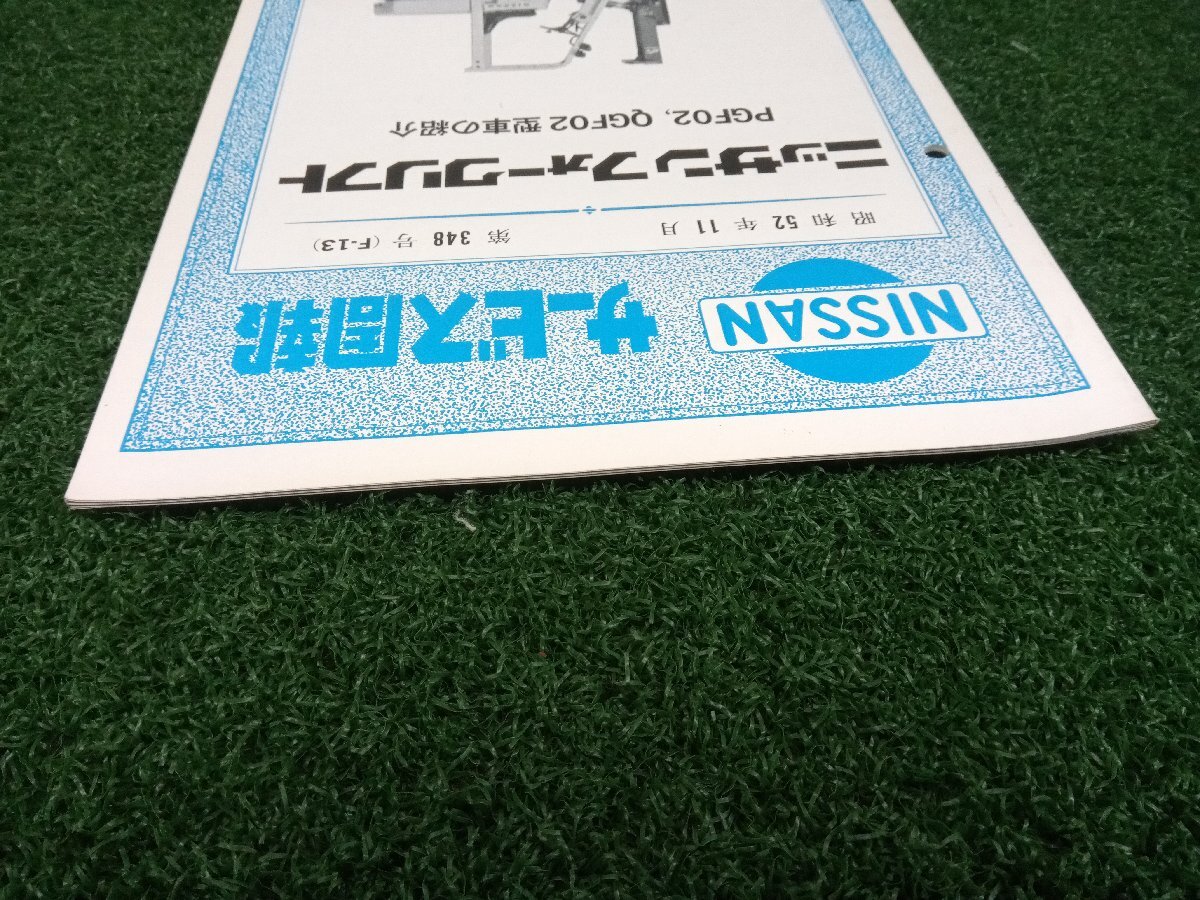 NISSAN サービス周報
昭和 52 年 11 月 第 348 号 (F-13)
ニッサンフォークリフト
PGF02, QGF02 型車の紹介